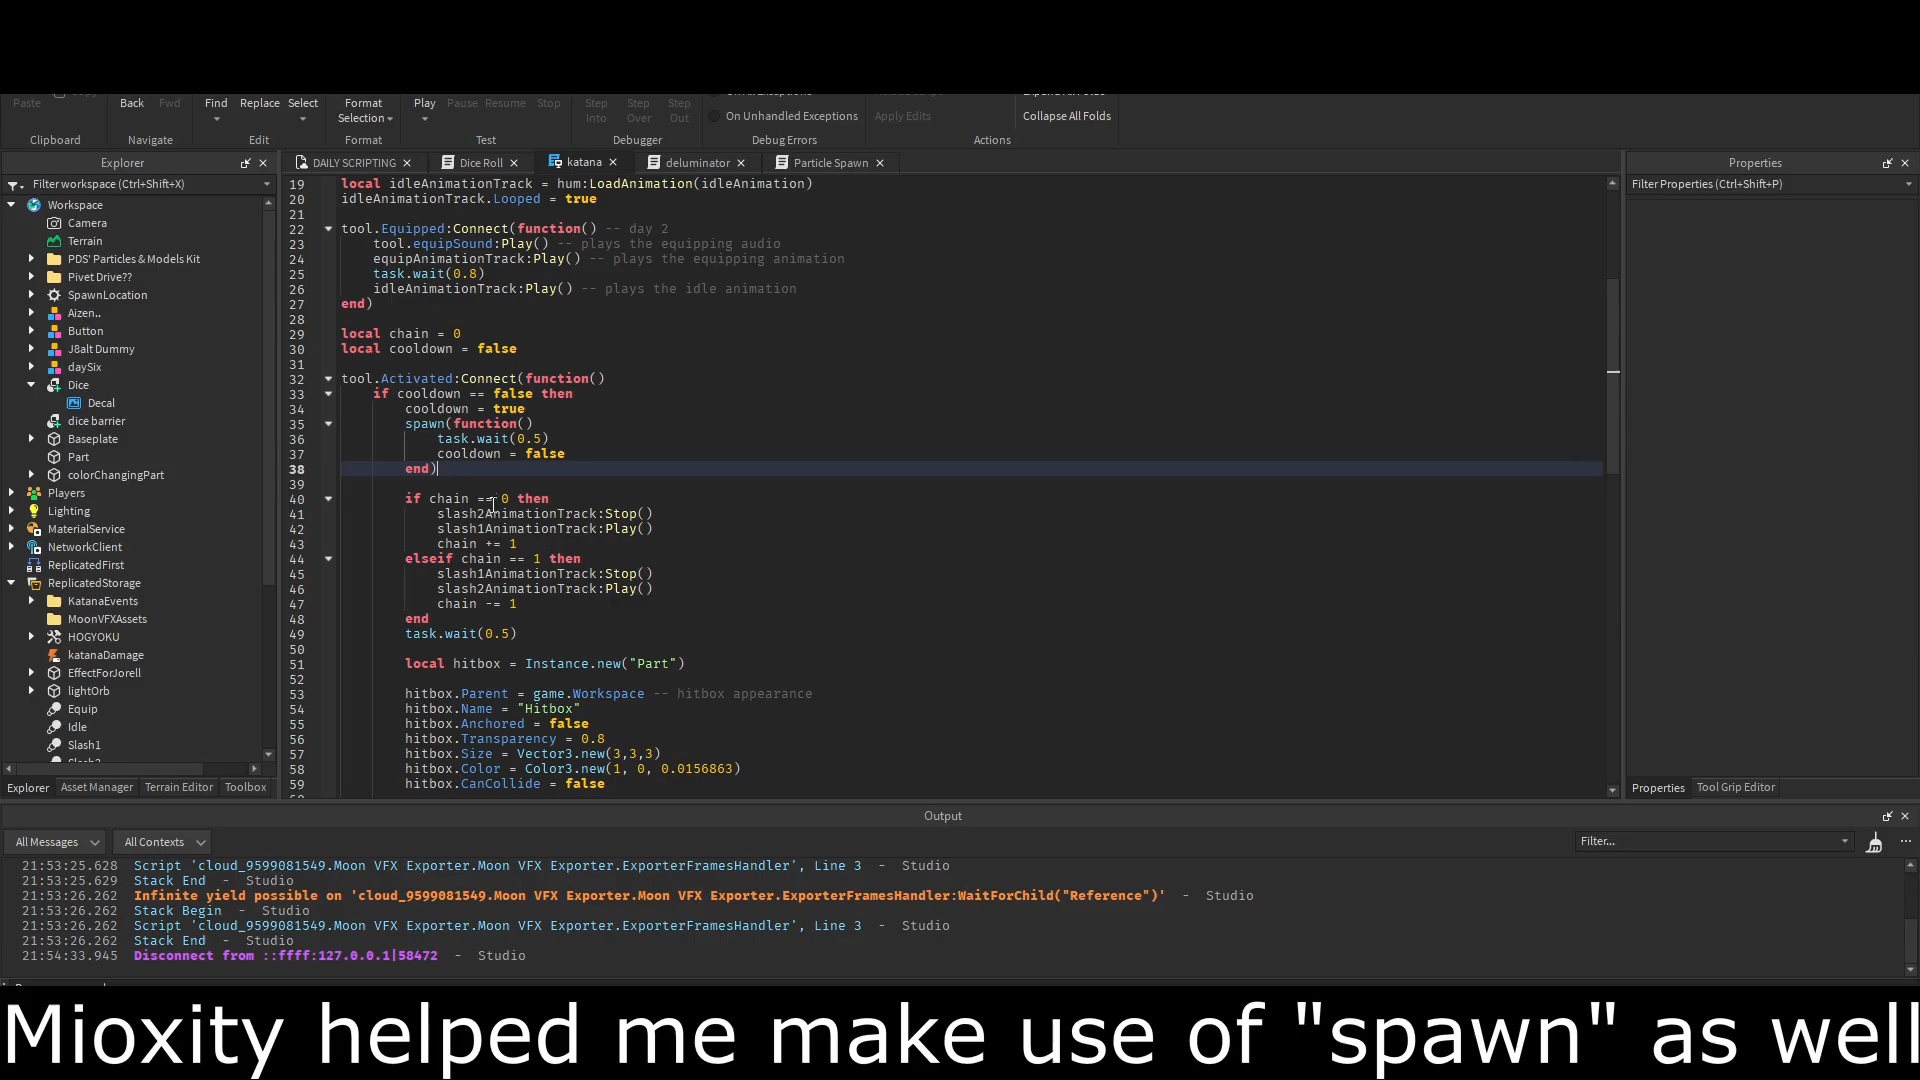 Paste
Back
Fwd
Find
Replace
Select
Format
Selection
Play
Pause
Resume
Stop
Step
Into
Step
Over
Step
Out
On Unhandled Exceptions
Apply Edits
Collapse All Folds
Clipboard
Navigate
Edit
Format
Test
Debugger
Debug Errors
Actions
Explorer
DAILY SCRIPTING
Dice Roll
katana
deluminator
Particle Spawn
Properties
Filter workspace (Ctrl+Shift+X)
Filter Properties (Ctrl+Shift+P)
Workspace
Camera
Terrain
PDS' Particles & Models Kit
Pivet Drive??
SpawnLocation
Aizen..
Button
J8alt Dummy
daySix
Dice
Decal
dice barrier
Baseplate
Part
colorChangingPart
Players
Lighting
MaterialService
NetworkClient
ReplicatedFirst
ReplicatedStorage
KatanaEvents
MoonVFXAssets
HOGYOKU
katanaDamage
EffectForJorell
lightOrb
Equip
Idle
Slash1
19 local idleAnimationTrack = hum:LoadAnimation(idleAnimation)
20 idleAnimationTrack.Looped = true
21
22 tool.Equipped:Connect(function() -- day 2
23 tool.equipSound:Play() -- plays the equipping audio
24 equipAnimationTrack:Play() -- plays the equipping animation
25 task.wait(0.8)
26 idleAnimationTrack:Play() -- plays the idle animation
27 end)
28
29 local chain = 0
30 local cooldown = false
31
32 tool.Activated:Connect(function()
33 if cooldown == false then
34 cooldown = true
35 spawn(function()
36 task.wait(0.5)
37 cooldown = false
38 end)
39
40 if chain == 0 then
41 slash2AnimationTrack:Stop()
42 slash1AnimationTrack:Play()
43 chain += 1
44 elseif chain == 1 then
45 slash1AnimationTrack:Stop()
46 slash2AnimationTrack:Play()
47 chain -= 1
48 end
49 task.wait(0.5)
50
51 local hitbox = Instance.new("Part")
52
53 hitbox.Parent = game.Workspace -- hitbox appearance
54 hitbox.Name = "Hitbox"
55 hitbox.Anchored = false
56 hitbox.Transparency = 0.8
57 hitbox.Size = Vector3.new(3,3,3)
58 hitbox.Color = Color3.new(1, 0, 0.0156863)
59 hitbox.CanCollide = false
Explorer
Asset Manager
Terrain Editor
Toolbox
Properties
Tool Grip Editor
Output
All Messages
All Contexts
Filter...
21:53:25.628 Script 'cloud_9599081549.Moon VFX Exporter.Moon VFX Exporter.ExporterFramesHandler', Line 3 - Studio
21:53:25.629 Stack End - Studio
21:53:26.262 Infinite yield possible on 'cloud_9599081549.Moon VFX Exporter.Moon VFX Exporter.ExporterFramesHandler:WaitForChild("Reference")' - Studio
21:53:26.262 Stack Begin - Studio
21:53:26.262 Script 'cloud_9599081549.Moon VFX Exporter.Moon VFX Exporter.ExporterFramesHandler', Line 3 - Studio
21:53:26.262 Stack End - Studio
21:54:33.945 Disconnect from ::ffff:127.0.0.1|58472 - Studio
Mioxity helped me make use of "spawn" as well